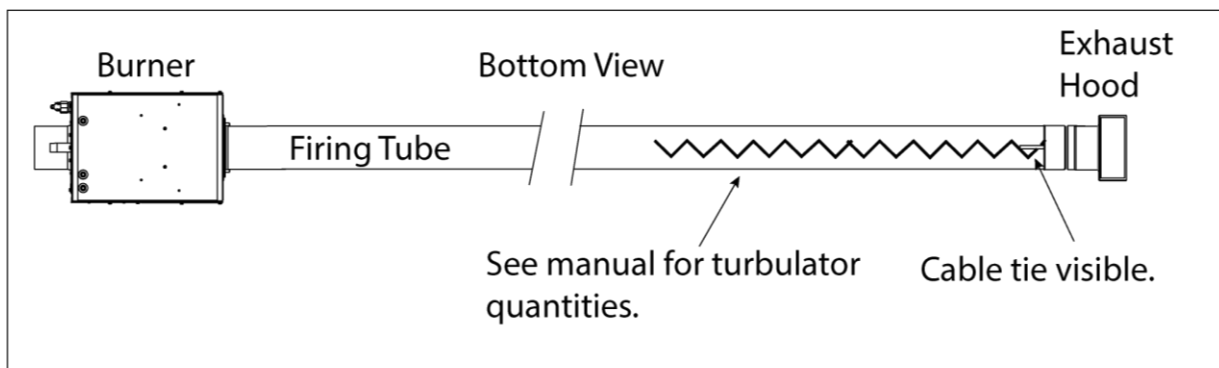 Burner
Bottom View
Exhaust
Hood
Firing Tube
See manual for turbulator
quantities.
Cable tie visible.